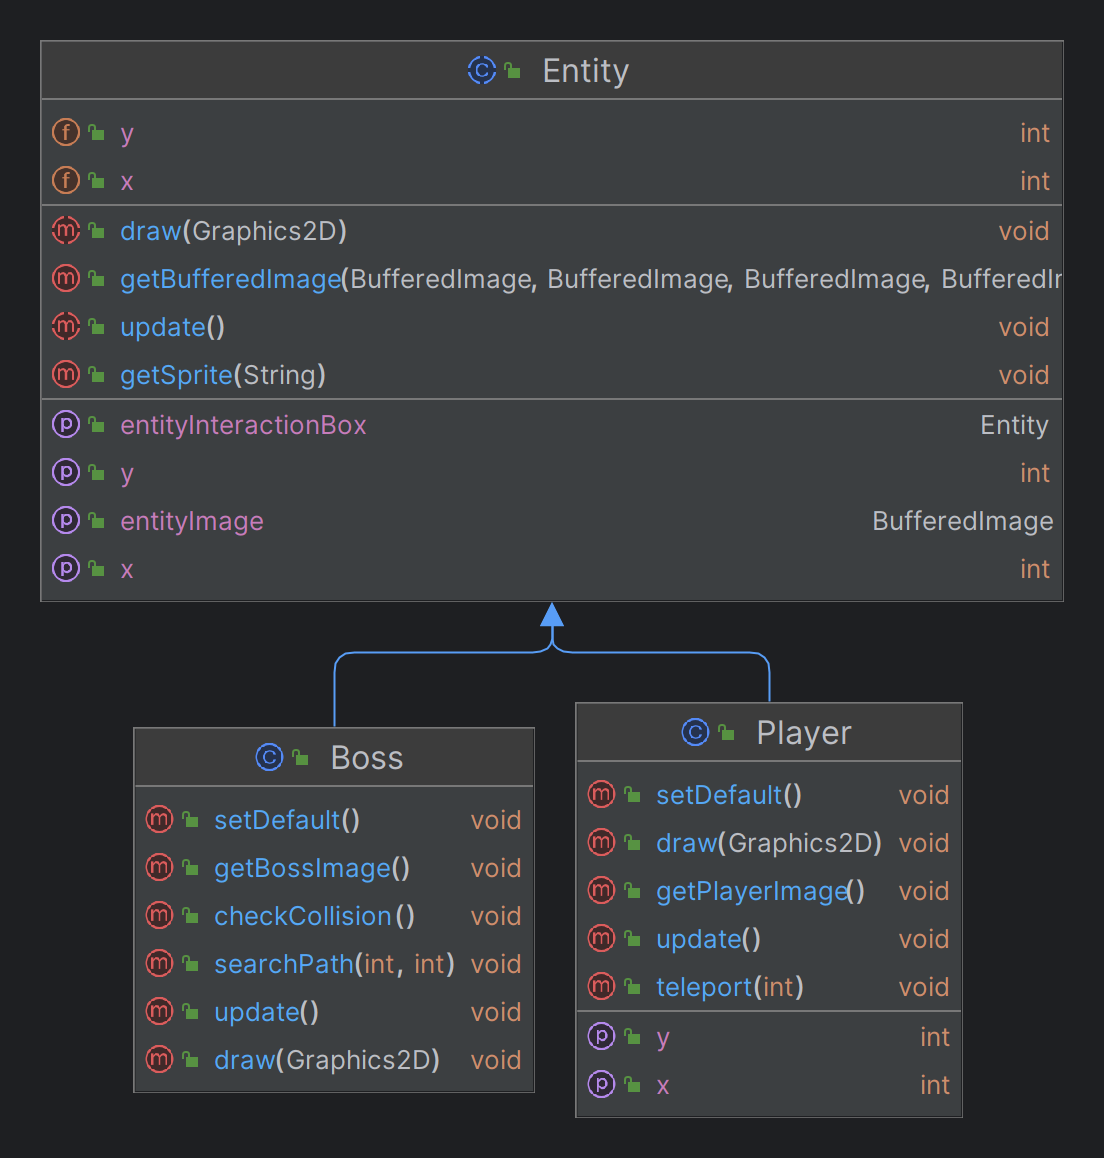 Entity
y int
x int
draw(Graphics2D) void
getBufferedImage(BufferedImage, BufferedImage, BufferedImage, BufferedIr
update() void
getSprite(String) void
entityInteractionBox Entity
y int
entityImage BufferedImage
x int
Boss
setDefault() void
getBossImage() void
checkCollision() void
searchPath(int, int) void
update() void
draw(Graphics2D) void
Player
setDefault() void
draw(Graphics2D) void
getPlayerImage() void
update() void
teleport(int) void
y int
x int